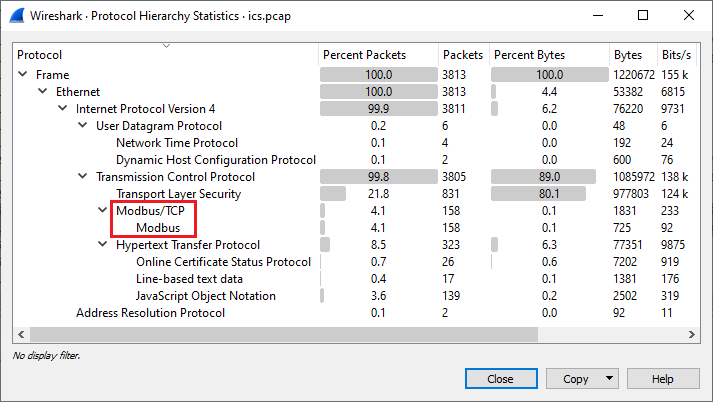 Wireshark · Protocol Hierarchy Statistics · ics.pcap
Protocol Percent Packets Packets Percent Bytes Bytes Bits/s
Frame 100.0 3813 100.0 1220672 155 k
Ethernet 100.0 3813 4.4 53382 6815
Internet Protocol Version 4 99.9 3811 6.2 76220 9731
User Datagram Protocol 0.2 6 0.0 48 6
Network Time Protocol 0.1 4 0.0 192 24
Dynamic Host Configuration Protocol 0.1 2 0.0 600 76
Transmission Control Protocol 99.8 3805 89.0 1085972 138 k
Transport Layer Security 21.8 831 80.1 977803 124 k
Modbus/TCP 4.1 158 0.1 1831 233
Modbus 4.1 158 0.1 725 92
Hypertext Transfer Protocol 8.5 323 6.3 77351 9875
Online Certificate Status Protocol 0.7 26 0.6 7202 919
Line-based text data 0.4 17 0.1 1381 176
JavaScript Object Notation 3.6 139 0.2 2502 319
Address Resolution Protocol 0.1 2 0.0 92 11
No display filter.
Close Copy Help